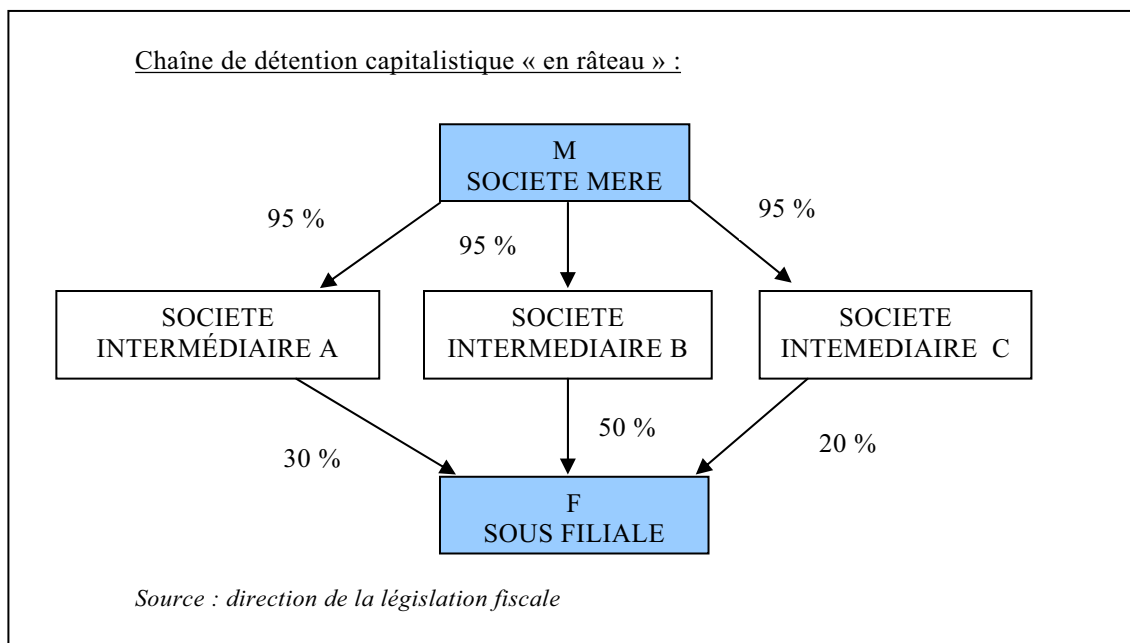 Chaîne de détention capitalistique « en râteau » :
M
SOCIETE MERE
95 %
95 %
95 %
SOCIETE
INTERMÉDIAIRE A
SOCIETE
INTERMEDIAIRE B
SOCIETE
INTEMEDIAIRE C
30 %
50 %
20 %
F
SOUS FILIALE
Source : direction de la législation fiscale